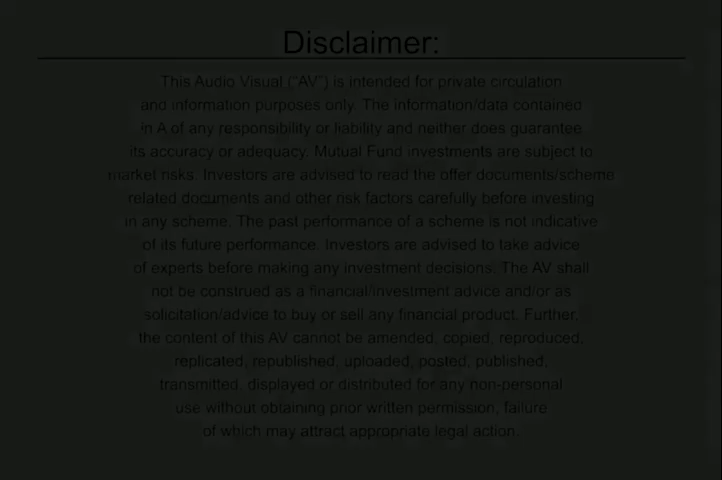 Disclaimer:
This Audio Visual ("AV") is intended for private circulation
and information purposes only. The information/data contained
in A of any responsibility or liability and neither does guarantee
its accuracy or adequacy. Mutual Fund investments are subject to
market risks. Investors are advised to read the offer documents/scheme
related documents and other risk factors carefully before investing
in any scheme. The past performance of a scheme is not indicative
of its future performance. Investors are advised to take advice
of experts before making any investment decisions. The AV shall
not be construed as a financial/investment advice and/or as
solicitation/advice to buy or sell any financial product. Further,
the content of this AV cannot be amended, copied, reproduced,
replicated, republished, uploaded, posted, published,
transmitted, displayed or distributed for any non-personal
use without obtaining prior written permission, failure
of which may attract appropriate legal action.